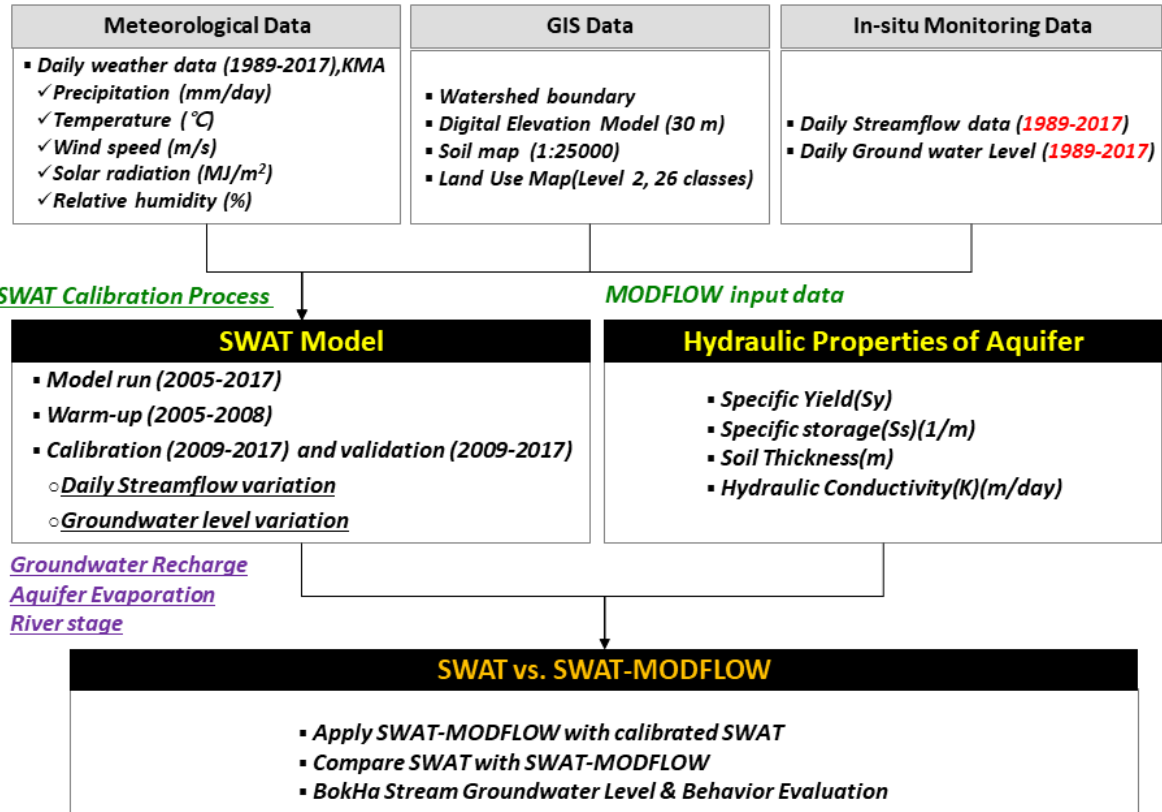 Meteorological Data
▪ Daily weather data (1989-2017),KMA
✓Precipitation (mm/day)
✓Temperature (℃)
✓Wind speed (m/s)
✓Solar radiation (MJ/m²)
✓Relative humidity (%)
GIS Data
▪ Watershed boundary
▪ Digital Elevation Model (30 m)
▪ Soil map (1:25000)
▪ Land Use Map(Level 2, 26 classes)
In-situ Monitoring Data
▪ Daily Streamflow data (1989-2017)
▪ Daily Ground water Level (1989-2017)
SWAT Calibration Process
MODFLOW input data
SWAT Model
▪ Model run (2005-2017)
▪ Warm-up (2005-2008)
▪ Calibration (2009-2017) and validation (2009-2017)
○Daily Streamflow variation
○Groundwater level variation
Hydraulic Properties of Aquifer
▪ Specific Yield(Sy)
▪ Specific storage(Ss)(1/m)
▪ Soil Thickness(m)
▪ Hydraulic Conductivity(K)(m/day)
Groundwater Recharge
Aquifer Evaporation
River stage
SWAT vs. SWAT-MODFLOW
▪ Apply SWAT-MODFLOW with calibrated SWAT
▪ Compare SWAT with SWAT-MODFLOW
▪ BokHa Stream Groundwater Level & Behavior Evaluation